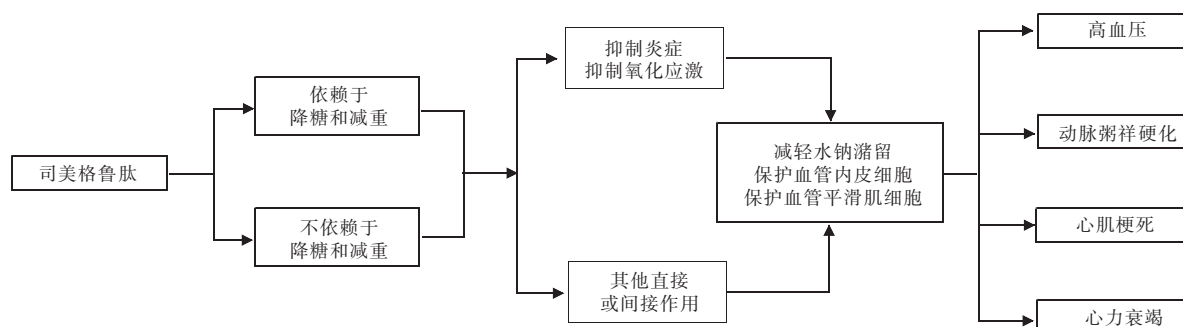 司美格鲁肽
依赖于
降糖和减重
不依赖于
降糖和减重
抑制炎症
抑制氧化应激
其他直接
或间接作用
减轻水钠潴留
保护血管内皮细胞
保护血管平滑肌细胞
高血压
动脉粥祥硬化
心肌梗死
心力衰竭